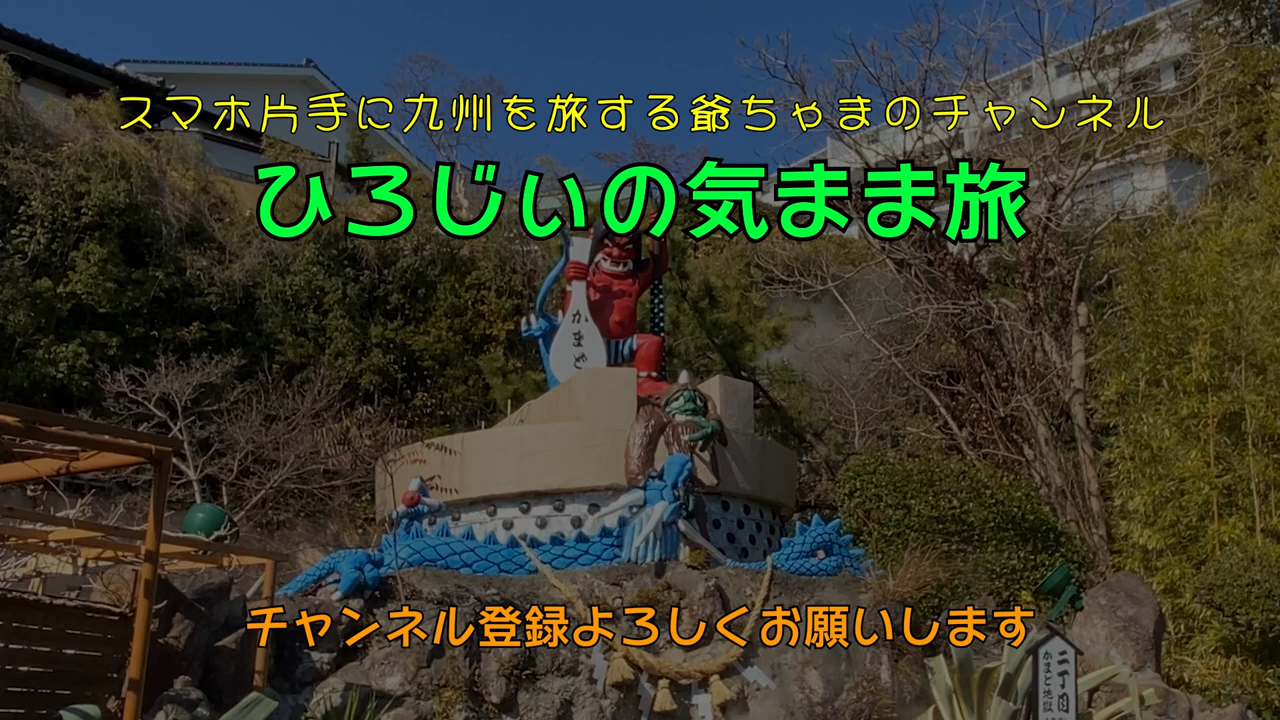 スマホ片手に九州を旅する爺ちゃまのチャンネル
ひろじぃの気まま旅
かまど
チャンネル登録よろしくお願いします
二丁目
かまど地獄